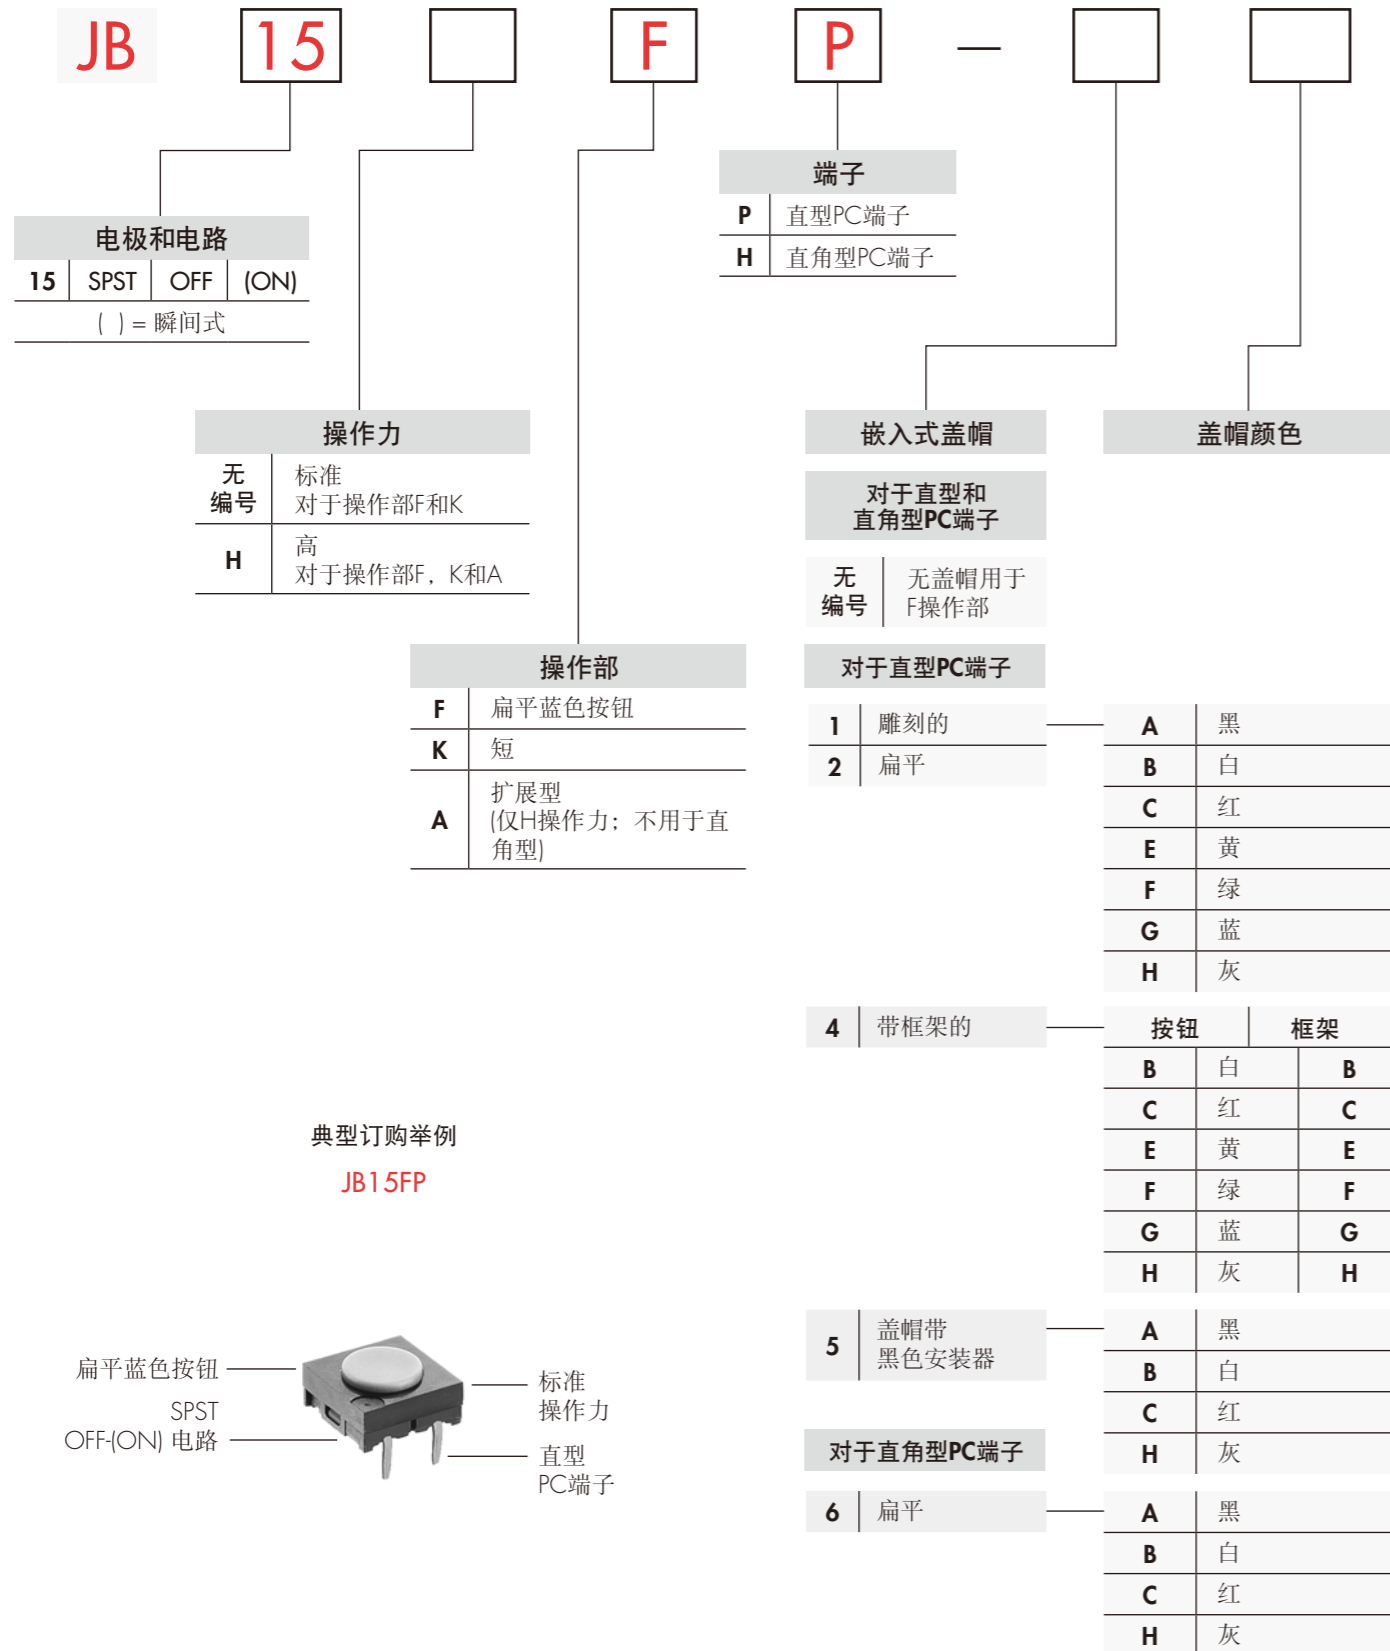 JB 15 F P —
端子
P 直型PC端子
H 直角型PC端子
电极和电路
15 SPST OFF (ON)
( ) = 瞬间式
操作力
无
编号
标准
对于操作部F和K
H
高
对于操作部F，K和A
操作部
F 扁平蓝色按钮
K 短
A
扩展型
(仅H操作力；不用于直
角型)
嵌入式盖帽
对于直型和
直角型PC端子
无
编号
无盖帽用于
F操作部
对于直型PC端子
1 雕刻的
2 扁平
盖帽颜色
A 黑
B 白
C 红
E 黄
F 绿
G 蓝
H 灰
4 带框架的
按钮 框架
B 白 B
C 红 C
E 黄 E
F 绿 F
G 蓝 G
H 灰 H
5
盖帽带
黑色安装器
A 黑
B 白
C 红
H 灰
对于直角型PC端子
6 扁平
A 黑
B 白
C 红
H 灰
典型订购举例
JB15FP
扁平蓝色按钮
SPST
OFF-(ON) 电路
标准
操作力
直型
PC端子